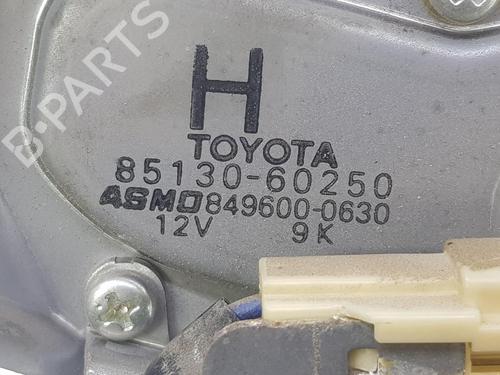 B-PARTS
H
TOYOTA
85130-60250
ASMO 849600-0630
12V 9K